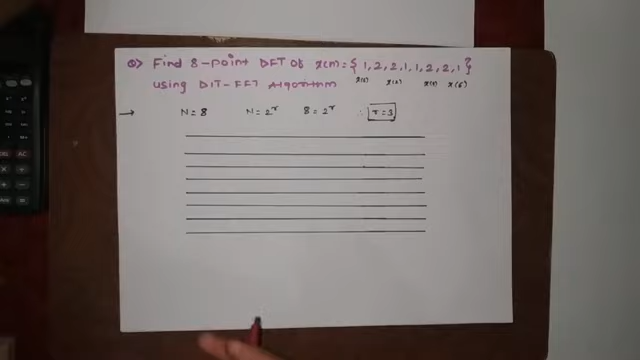 Q) Find 8-point DFT of x(n) = { 1, 2, 2, 1, 1, 2, 2, 1 }
using DIT-FFT Algorithm
→ N = 8 N = 2^r 8 = 2^r ∴ r = 3